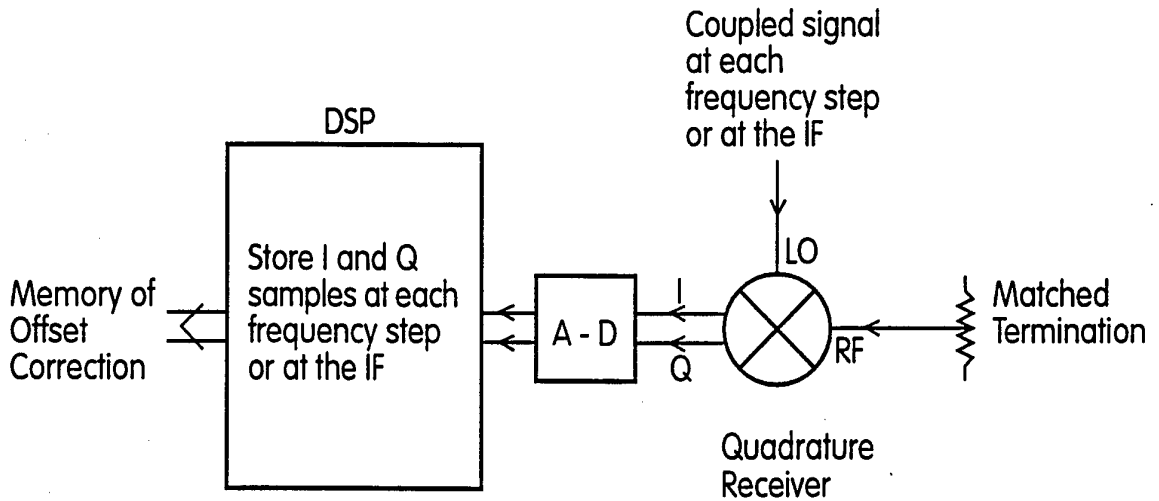 Coupled signal
at each
frequency step
or at the IF
DSP
LO
Store I and Q
samples at each
frequency step
or at the IF
Memory of
Offset
Correction
A - D
I
Q
RF
Matched
Termination
Quadrature
Receiver